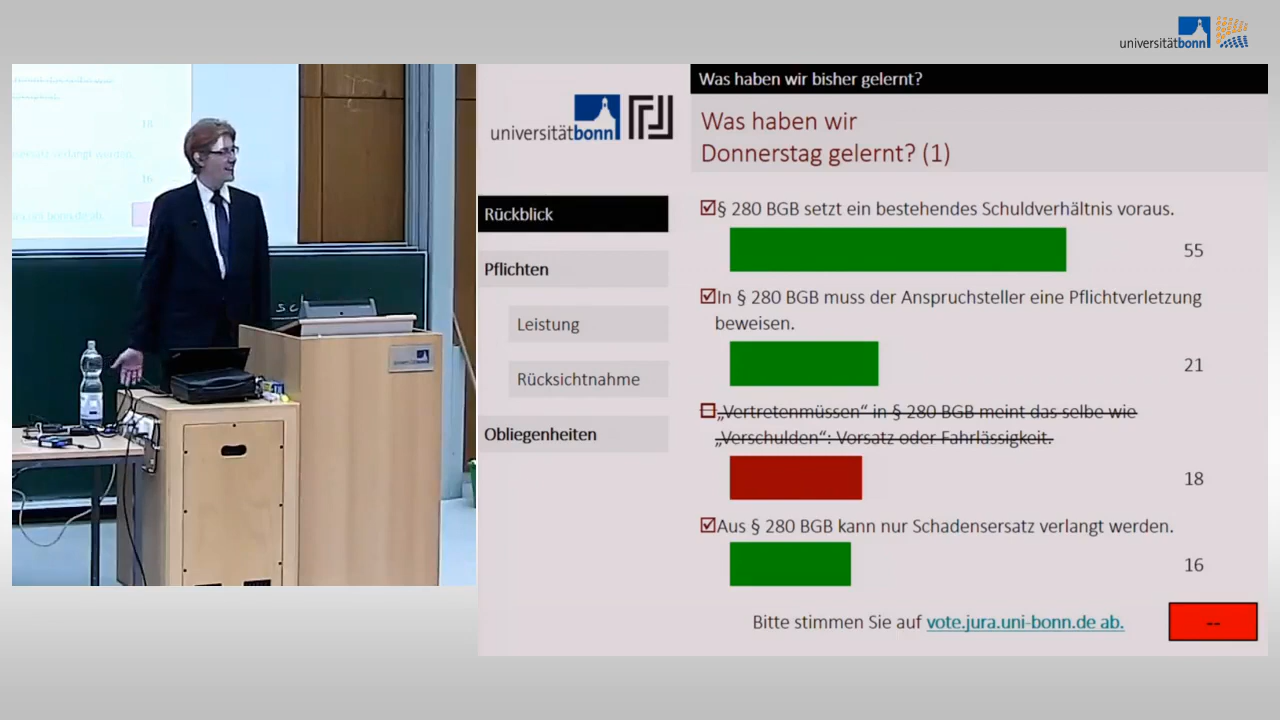 universitätbonn
Was haben wir bisher gelernt?
universitätbonn
Was haben wir
Donnerstag gelernt? (1)
Rückblick
Pflichten
Leistung
Rücksichtnahme
Obliegenheiten
§ 280 BGB setzt ein bestehendes Schuldverhältnis voraus.
55
In § 280 BGB muss der Anspruchsteller eine Pflichtverletzung
beweisen.
21
„Vertretenmüssen“ in § 280 BGB meint das selbe wie
„Verschulden“: Vorsatz oder Fahrlässigkeit.
18
Aus § 280 BGB kann nur Schadensersatz verlangt werden.
16
Bitte stimmen Sie auf vote.jura.uni-bonn.de ab.
--